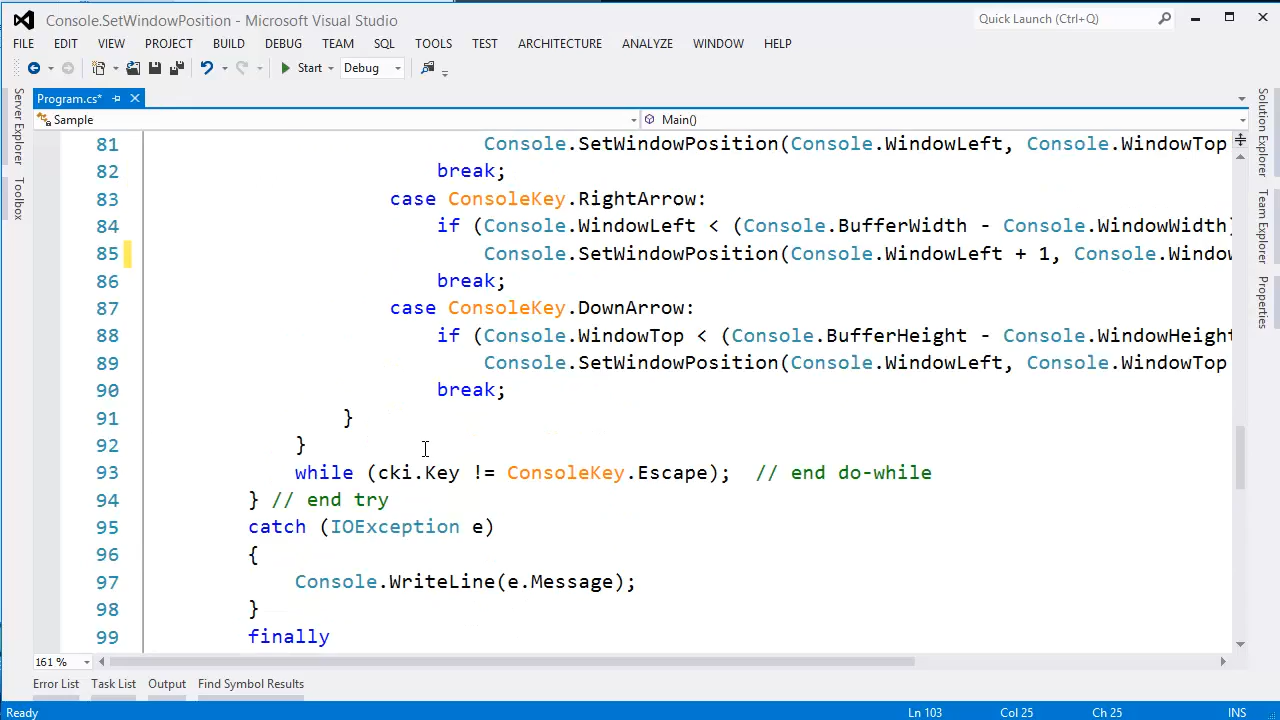 Console.SetWindowPosition - Microsoft Visual Studio
Quick Launch (Ctrl+Q)
FILE EDIT VIEW PROJECT BUILD DEBUG TEAM SQL TOOLS TEST ARCHITECTURE ANALYZE WINDOW HELP
Start Debug
Program.cs*
Sample Main()
Server Explorer
Toolbox
Solution Explorer
Team Explorer
Properties
81 Console.SetWindowPosition(Console.WindowLeft, Console.WindowTop
82 break;
83 case ConsoleKey.RightArrow:
84 if (Console.WindowLeft < (Console.BufferWidth - Console.WindowWidth)
85 Console.SetWindowPosition(Console.WindowLeft + 1, Console.Window
86 break;
87 case ConsoleKey.DownArrow:
88 if (Console.WindowTop < (Console.BufferHeight - Console.WindowHeight
89 Console.SetWindowPosition(Console.WindowLeft, Console.WindowTop
90 break;
91 }
92 }
93 while (cki.Key != ConsoleKey.Escape); // end do-while
94 } // end try
95 catch (IOException e)
96 {
97 Console.WriteLine(e.Message);
98 }
99 finally
161 %
Error List Task List Output Find Symbol Results
Ready Ln 103 Col 25 Ch 25 INS